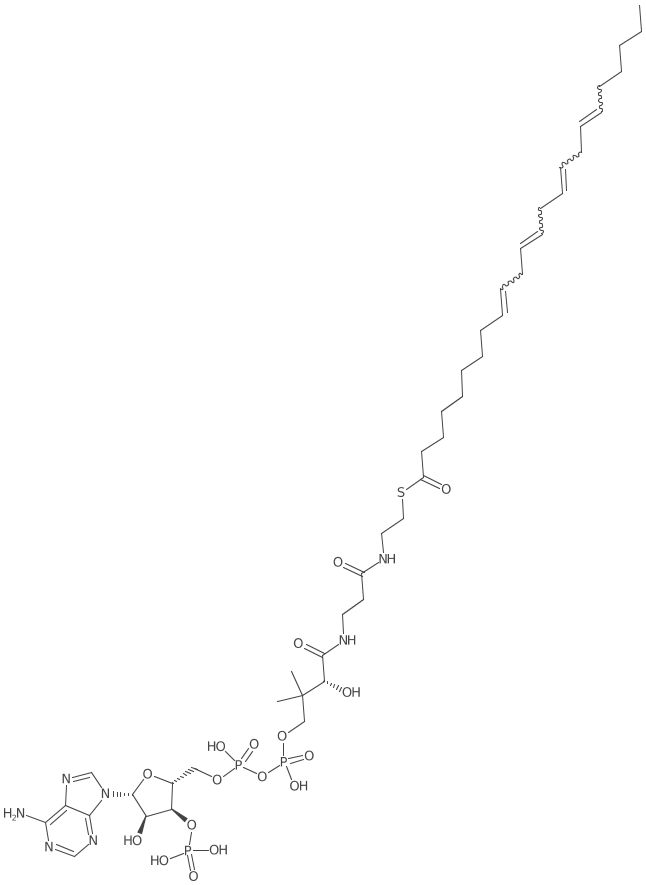 S O
O NH
O NH
OH
O
HO O P O P O
O O OH
N O
N N
H₂N O
N N HO
HO P OH
O